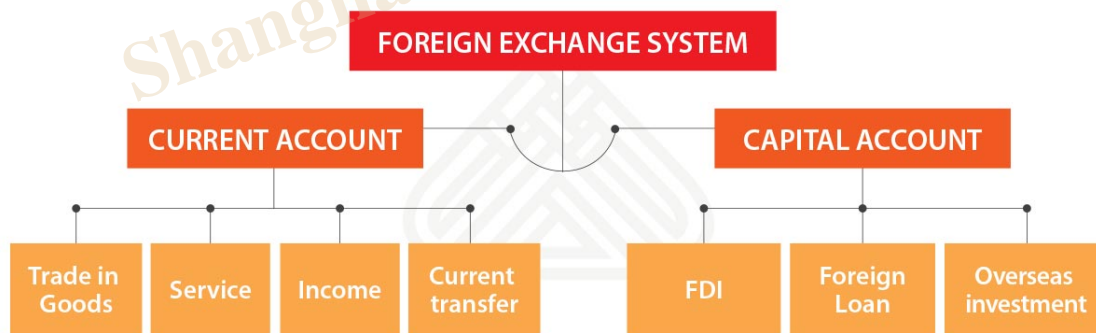 FOREIGN EXCHANGE SYSTEM
CURRENT ACCOUNT
CAPITAL ACCOUNT
Trade in
Goods
Service
Income
Current
transfer
FDI
Foreign
Loan
Overseas
investment